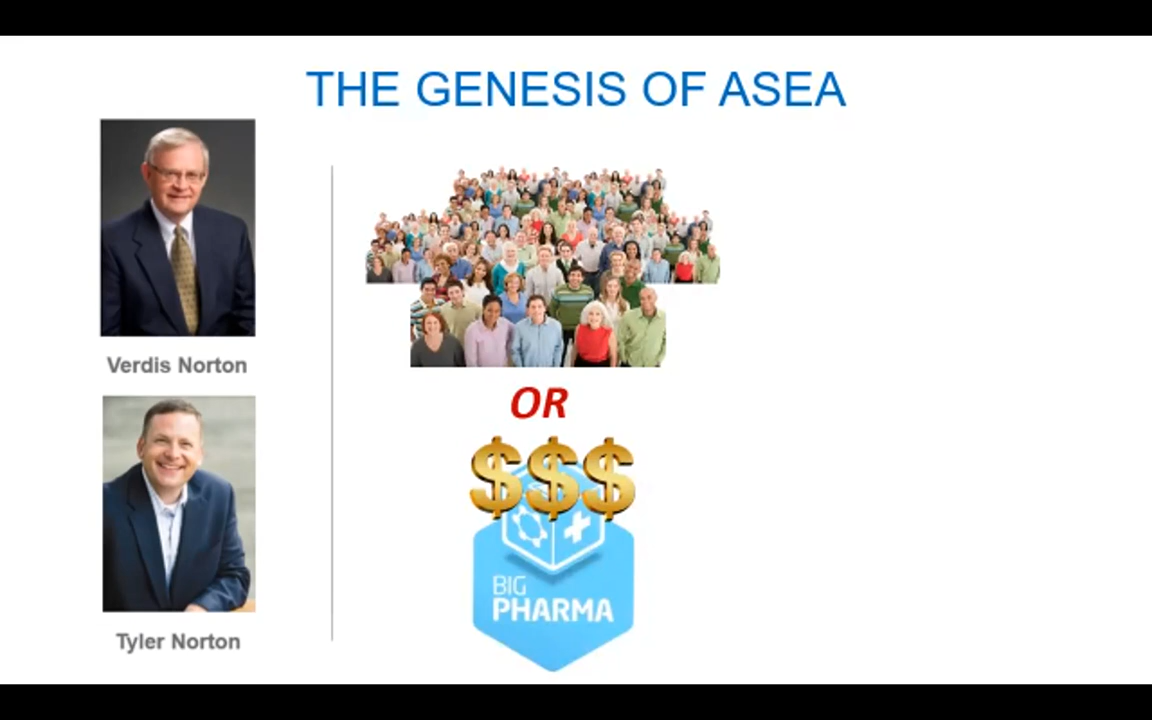 THE GENESIS OF ASEA
Verdis Norton
Tyler Norton
OR
$$$
BIG
PHARMA